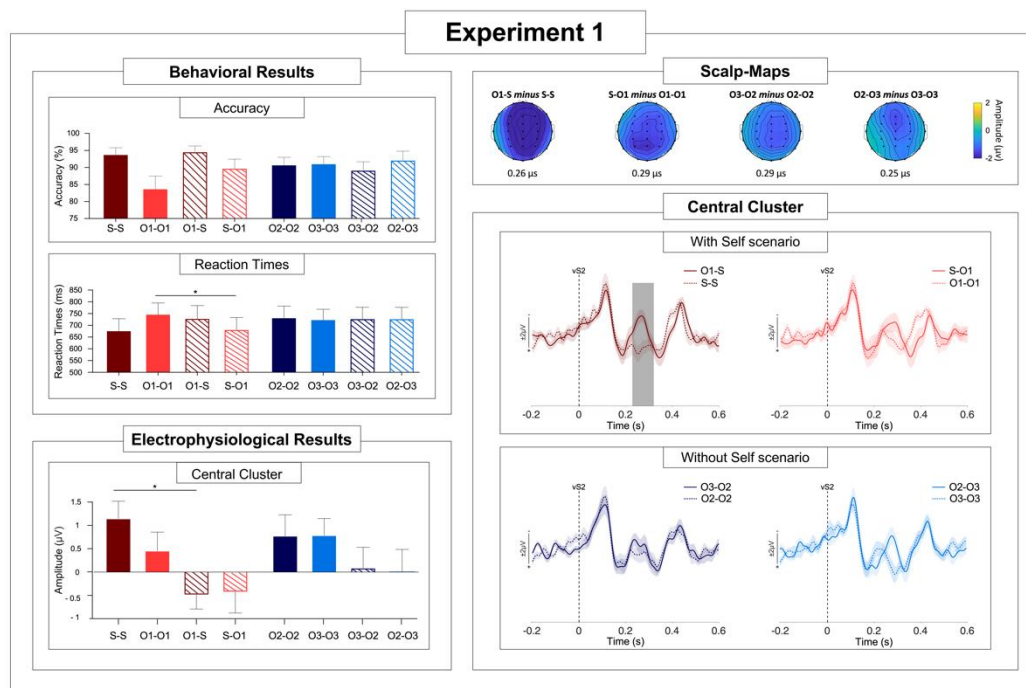 Experiment 1
Behavioral Results
Accuracy
Accuracy (%)
100
95
90
85
80
75
S-S O1-O1 O1-S S-O1 O2-O2 O3-O3 O3-O2 O2-O3
Reaction Times
Reaction Times (ms)
850
800
750
700
650
600
550
500
*
S-S O1-O1 O1-S S-O1 O2-O2 O3-O3 O3-O2 O2-O3
Electrophysiological Results
Central Cluster
Amplitude (µV)
1.5
1
0.5
0
- 0.5
- 1
*
S-S O1-O1 O1-S S-O1 O2-O2 O3-O3 O3-O2 O2-O3
Scalp-Maps
O1-S minus S-S S-O1 minus O1-O1 O3-O2 minus O2-O2 O2-O3 minus O3-O3
0.26 µs 0.29 µs 0.29 µs 0.25 µs
2
0
-2
Amplitude (µv)
Central Cluster
With Self scenario
vS2
O1-S
S-S
±2µV
- +
-0.2 0 0.2 0.4 0.6
Time (s)
vS2
S-O1
O1-O1
±2µV
- +
-0.2 0 0.2 0.4 0.6
Time (s)
Without Self scenario
vS2
O3-O2
O2-O2
±2µV
- +
-0.2 0 0.2 0.4 0.6
Time (s)
vS2
O2-O3
O3-O3
±2µV
- +
-0.2 0 0.2 0.4 0.6
Time (s)